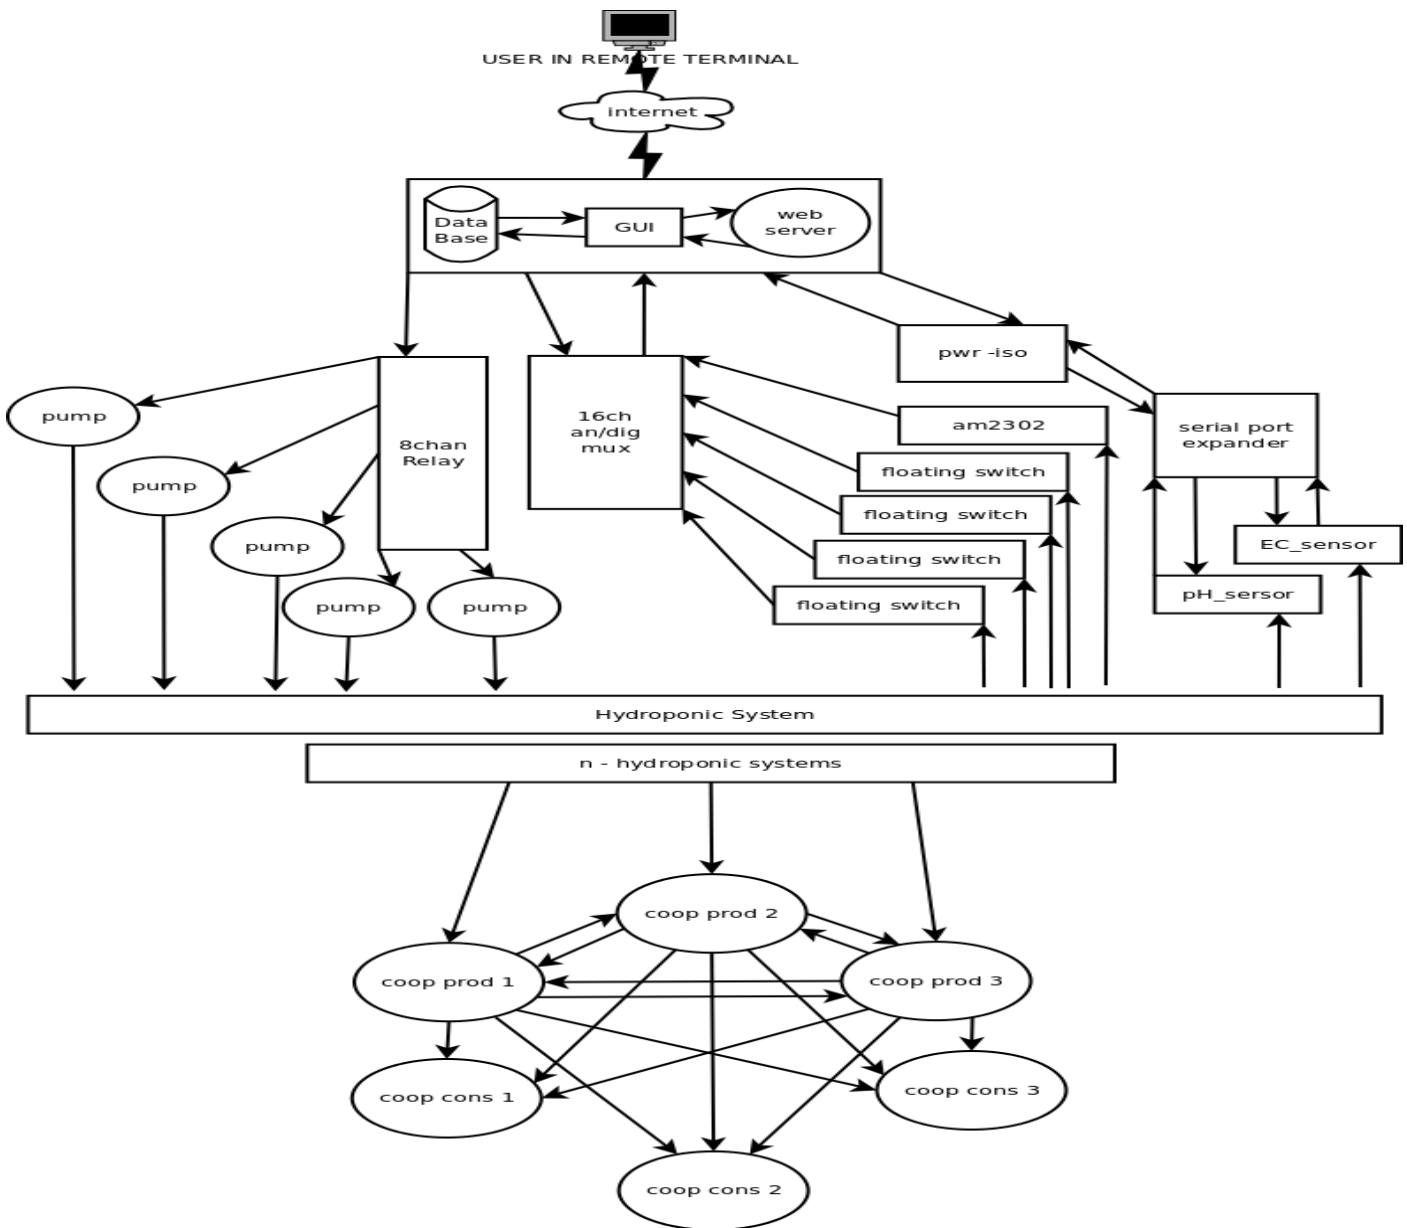 USER IN REMOTE TERMINAL
internet
Data
Base
GUI
web
server
pwr -iso
pump
8chan
Relay
16ch
an/dig
mux
am2302
serial port
expander
floating switch
pump
floating switch
pump
floating switch
EC_sensor
pump
pump
floating switch
pH_sersor
Hydroponic System
n - hydroponic systems
coop prod 2
coop prod 1
coop prod 3
coop cons 1
coop cons 3
coop cons 2